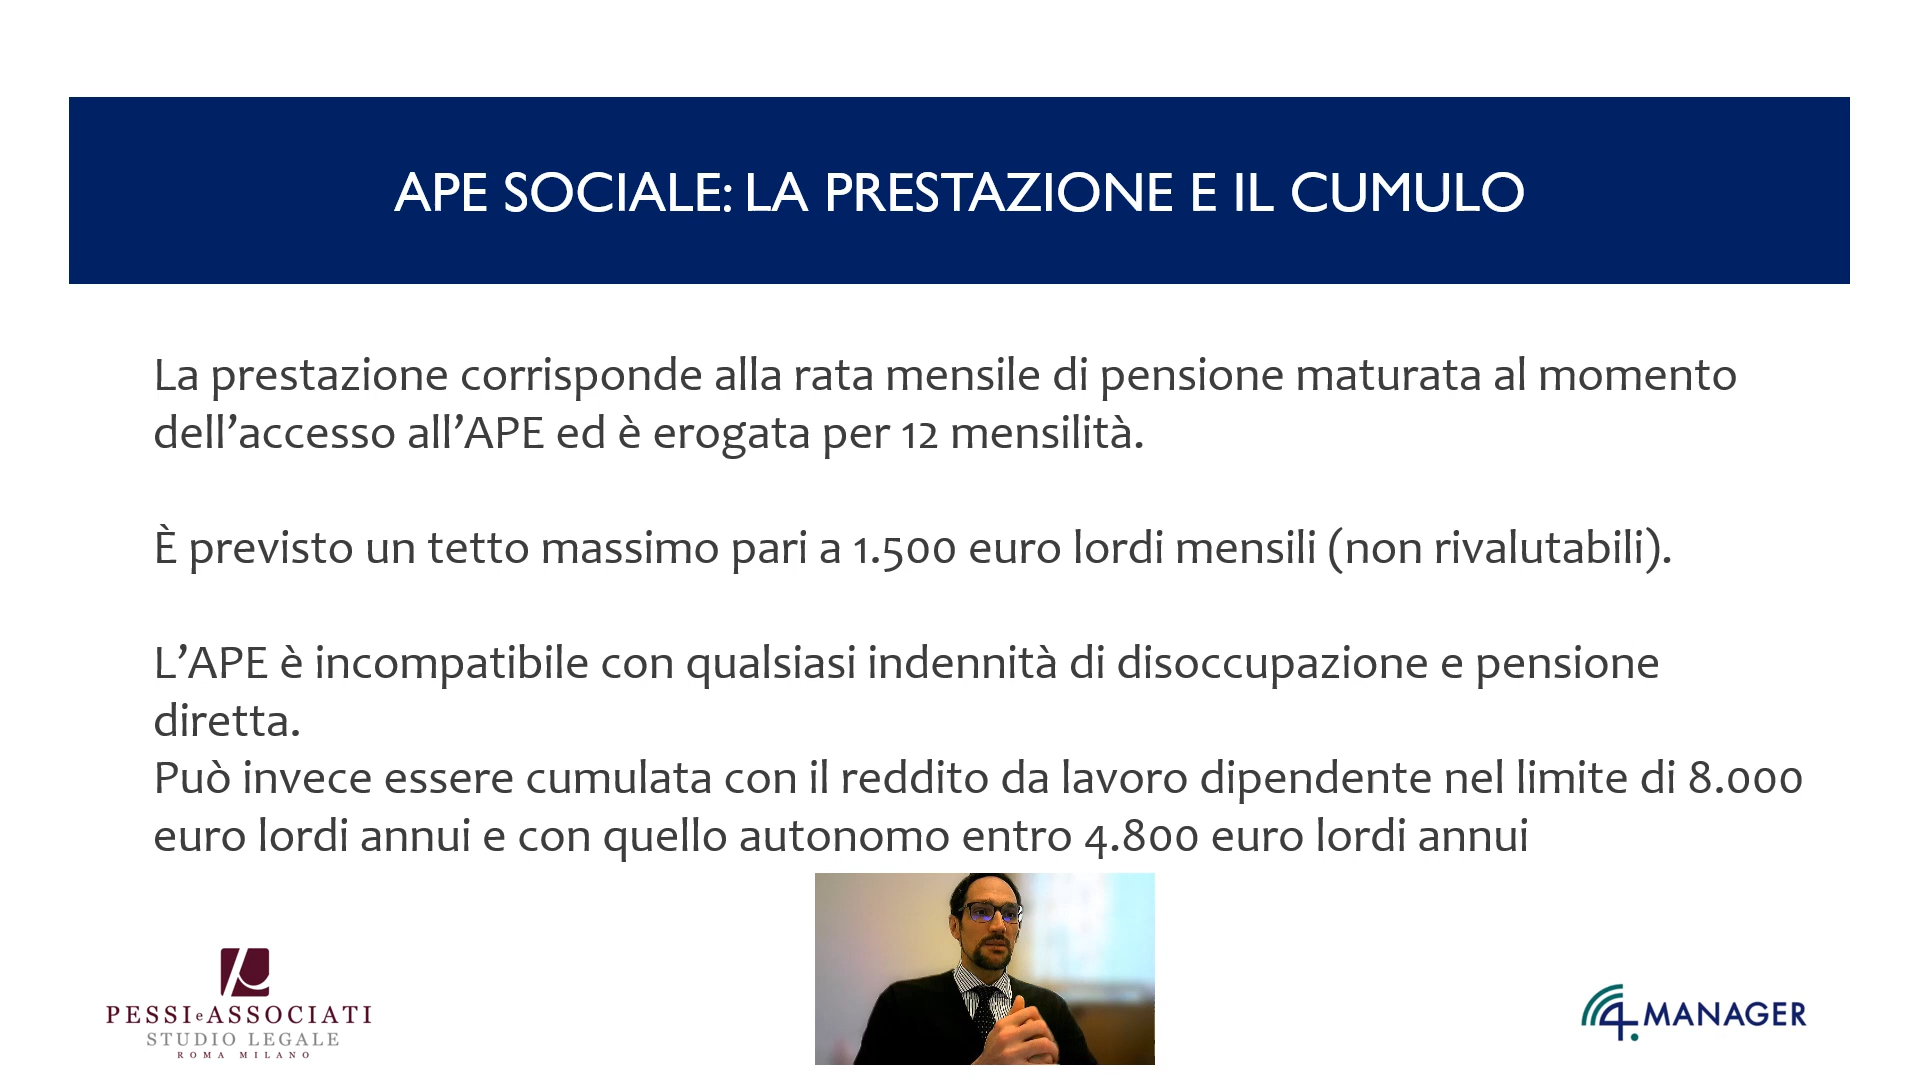 APE SOCIALE: LA PRESTAZIONE E IL CUMULO
La prestazione corrisponde alla rata mensile di pensione maturata al momento
dell’accesso all’APE ed è erogata per 12 mensilità.
È previsto un tetto massimo pari a 1.500 euro lordi mensili (non rivalutabili).
L’APE è incompatibile con qualsiasi indennità di disoccupazione e pensione
diretta.
Può invece essere cumulata con il reddito da lavoro dipendente nel limite di 8.000
euro lordi annui e con quello autonomo entro 4.800 euro lordi annui
PESSI e ASSOCIATI
STUDIO LEGALE
ROMA MILANO
4.MANAGER